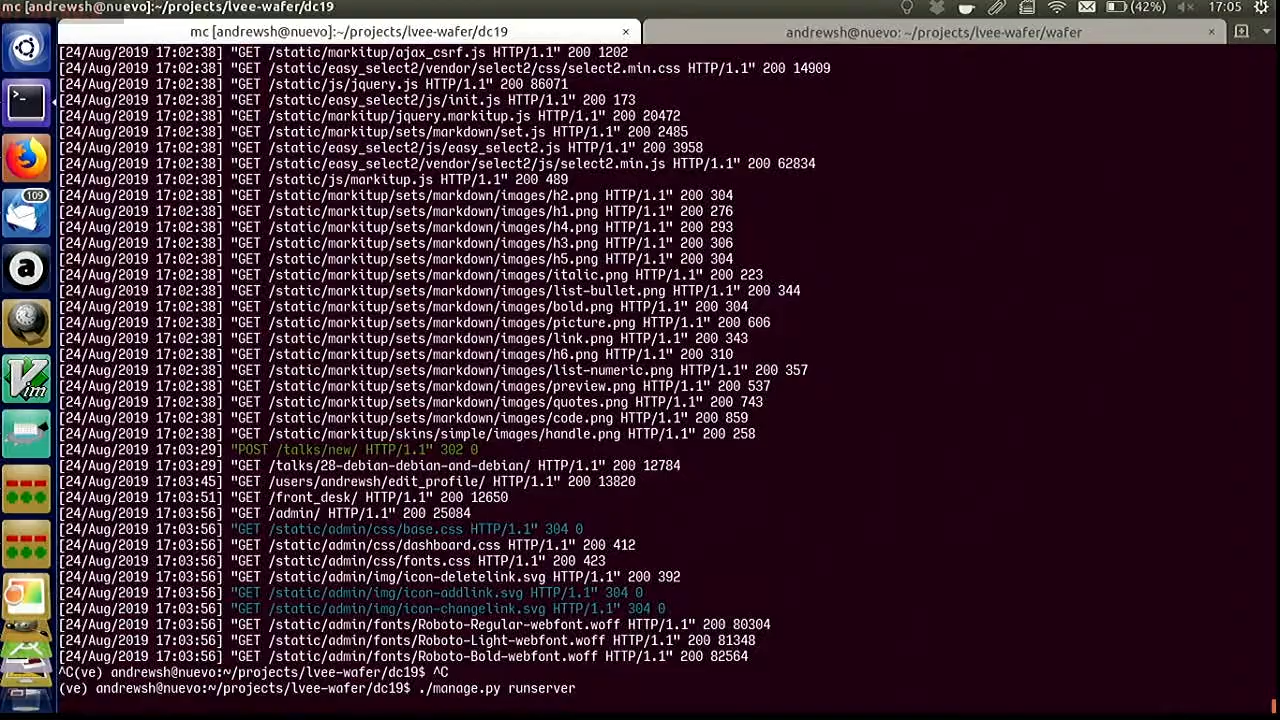 mc [andrewsh@nuevo]:~/projects/lvee-wafer/dc19
(42%)
17:05
mc [andrewsh@nuevo]:~/projects/lvee-wafer/dc19 ×
andrewsh@nuevo: ~/projects/lvee-wafer/wafer ×
[24/Aug/2019 17:02:38] "GET /static/markitup/ajax_csrf.js HTTP/1.1" 200 1202
[24/Aug/2019 17:02:38] "GET /static/easy_select2/vendor/select2/css/select2.min.css HTTP/1.1" 200 14909
[24/Aug/2019 17:02:38] "GET /static/js/jquery.js HTTP/1.1" 200 86071
[24/Aug/2019 17:02:38] "GET /static/easy_select2/js/init.js HTTP/1.1" 200 173
[24/Aug/2019 17:02:38] "GET /static/markitup/jquery.markitup.js HTTP/1.1" 200 20472
[24/Aug/2019 17:02:38] "GET /static/markitup/sets/markdown/set.js HTTP/1.1" 200 2485
[24/Aug/2019 17:02:38] "GET /static/easy_select2/js/easy_select2.js HTTP/1.1" 200 3958
[24/Aug/2019 17:02:38] "GET /static/easy_select2/vendor/select2/js/select2.min.js HTTP/1.1" 200 62834
[24/Aug/2019 17:02:38] "GET /static/js/markitup.js HTTP/1.1" 200 489
[24/Aug/2019 17:02:38] "GET /static/markitup/sets/markdown/images/h2.png HTTP/1.1" 200 304
[24/Aug/2019 17:02:38] "GET /static/markitup/sets/markdown/images/h1.png HTTP/1.1" 200 276
[24/Aug/2019 17:02:38] "GET /static/markitup/sets/markdown/images/h4.png HTTP/1.1" 200 293
[24/Aug/2019 17:02:38] "GET /static/markitup/sets/markdown/images/h3.png HTTP/1.1" 200 306
[24/Aug/2019 17:02:38] "GET /static/markitup/sets/markdown/images/h5.png HTTP/1.1" 200 304
[24/Aug/2019 17:02:38] "GET /static/markitup/sets/markdown/images/italic.png HTTP/1.1" 200 223
[24/Aug/2019 17:02:38] "GET /static/markitup/sets/markdown/images/list-bullet.png HTTP/1.1" 200 344
[24/Aug/2019 17:02:38] "GET /static/markitup/sets/markdown/images/bold.png HTTP/1.1" 200 304
[24/Aug/2019 17:02:38] "GET /static/markitup/sets/markdown/images/picture.png HTTP/1.1" 200 606
[24/Aug/2019 17:02:38] "GET /static/markitup/sets/markdown/images/link.png HTTP/1.1" 200 343
[24/Aug/2019 17:02:38] "GET /static/markitup/sets/markdown/images/h6.png HTTP/1.1" 200 310
[24/Aug/2019 17:02:38] "GET /static/markitup/sets/markdown/images/list-numeric.png HTTP/1.1" 200 357
[24/Aug/2019 17:02:38] "GET /static/markitup/sets/markdown/images/preview.png HTTP/1.1" 200 537
[24/Aug/2019 17:02:38] "GET /static/markitup/sets/markdown/images/quotes.png HTTP/1.1" 200 743
[24/Aug/2019 17:02:38] "GET /static/markitup/sets/markdown/images/code.png HTTP/1.1" 200 859
[24/Aug/2019 17:02:38] "GET /static/markitup/skins/simple/images/handle.png HTTP/1.1" 200 258
[24/Aug/2019 17:03:29] "POST /talks/new/ HTTP/1.1" 302 0
[24/Aug/2019 17:03:29] "GET /talks/28-debian-debian-and-debian/ HTTP/1.1" 200 12784
[24/Aug/2019 17:03:45] "GET /users/andrewsh/edit_profile/ HTTP/1.1" 200 13820
[24/Aug/2019 17:03:51] "GET /front_desk/ HTTP/1.1" 200 12650
[24/Aug/2019 17:03:56] "GET /admin/ HTTP/1.1" 200 25084
[24/Aug/2019 17:03:56] "GET /static/admin/css/base.css HTTP/1.1" 304 0
[24/Aug/2019 17:03:56] "GET /static/admin/css/dashboard.css HTTP/1.1" 200 412
[24/Aug/2019 17:03:56] "GET /static/admin/css/fonts.css HTTP/1.1" 200 423
[24/Aug/2019 17:03:56] "GET /static/admin/img/icon-deletelink.svg HTTP/1.1" 200 392
[24/Aug/2019 17:03:56] "GET /static/admin/img/icon-addlink.svg HTTP/1.1" 304 0
[24/Aug/2019 17:03:56] "GET /static/admin/img/icon-changelink.svg HTTP/1.1" 304 0
[24/Aug/2019 17:03:56] "GET /static/admin/fonts/Roboto-Regular-webfont.woff HTTP/1.1" 200 80304
[24/Aug/2019 17:03:56] "GET /static/admin/fonts/Roboto-Light-webfont.woff HTTP/1.1" 200 81348
[24/Aug/2019 17:03:56] "GET /static/admin/fonts/Roboto-Bold-webfont.woff HTTP/1.1" 200 82564
^C(ve) andrewsh@nuevo:~/projects/lvee-wafer/dc19$ ^C
(ve) andrewsh@nuevo:~/projects/lvee-wafer/dc19$ ./manage.py runserver
>-
109
a
Vim